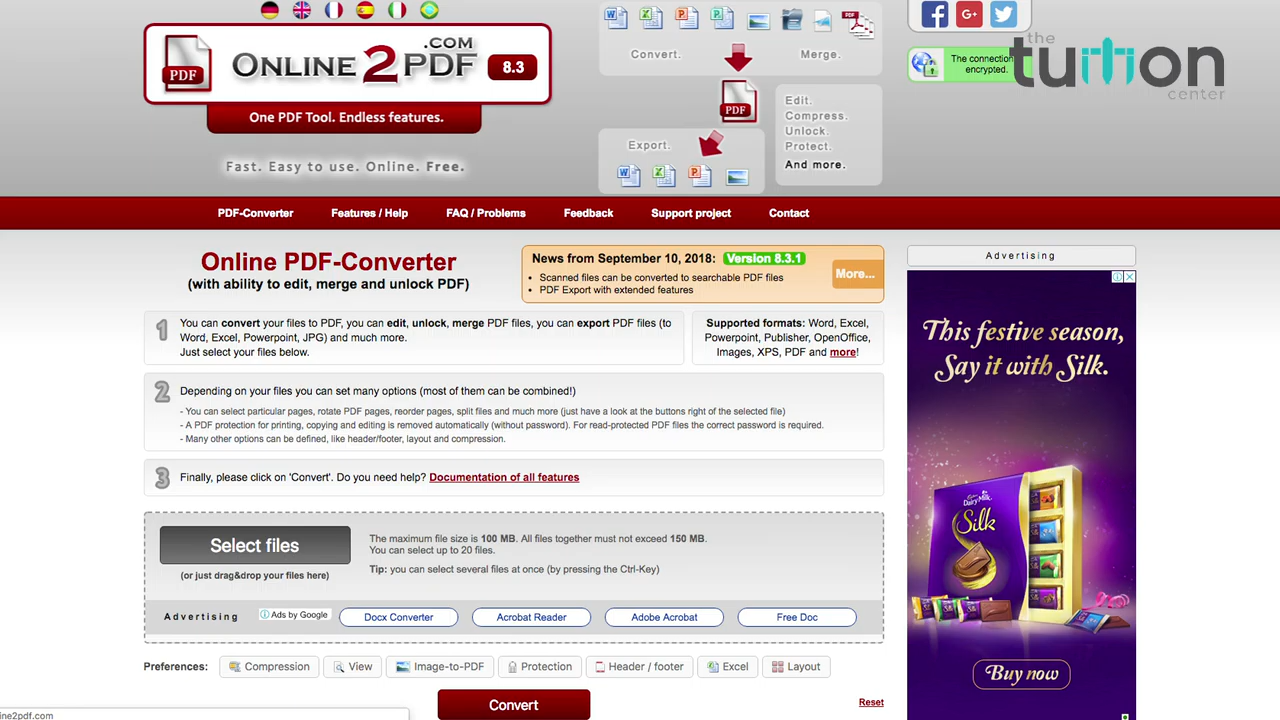 ONLINE2PDF
.COM
8.3
PDF
One PDF Tool. Endless features.
Fast. Easy to use. Online. Free.
Convert.
Merge.
PDF
PDF
Export.
Edit.
Compress.
Unlock.
Protect.
And more.
The connection
encrypted.
the
tuition
center
PDF-Converter
Features / Help
FAQ / Problems
Feedback
Support project
Contact
Online PDF-Converter
(with ability to edit, merge and unlock PDF)
News from September 10, 2018: Version 8.3.1
• Scanned files can be converted to searchable PDF files
• PDF Export with extended features
More...
Advertising
1
You can convert your files to PDF, you can edit, unlock, merge PDF files, you can export PDF files (to
Word, Excel, Powerpoint, JPG) and much more.
Just select your files below.
Supported formats: Word, Excel,
Powerpoint, Publisher, OpenOffice,
Images, XPS, PDF and more!
2
Depending on your files you can set many options (most of them can be combined!)
- You can select particular pages, rotate PDF pages, reorder pages, split files and much more (just have a look at the buttons right of the selected file)
- A PDF protection for printing, copying and editing is removed automatically (without password). For read-protected PDF files the correct password is required.
- Many other options can be defined, like header/footer, layout and compression.
3
Finally, please click on 'Convert'. Do you need help? Documentation of all features
Select files
(or just drag&drop your files here)
The maximum file size is 100 MB. All files together must not exceed 150 MB.
You can select up to 20 files.
Tip: you can select several files at once (by pressing the Ctrl-Key)
Advertising
Ads by Google
Docx Converter
Acrobat Reader
Adobe Acrobat
Free Doc
Preferences:
Compression
View
Image-to-PDF
Protection
Header / footer
Excel
Layout
Convert
Reset
ine2pdf.com
This festive season,
Say it with Silk.
Cadbury
Dairy Milk
Silk
Buy now